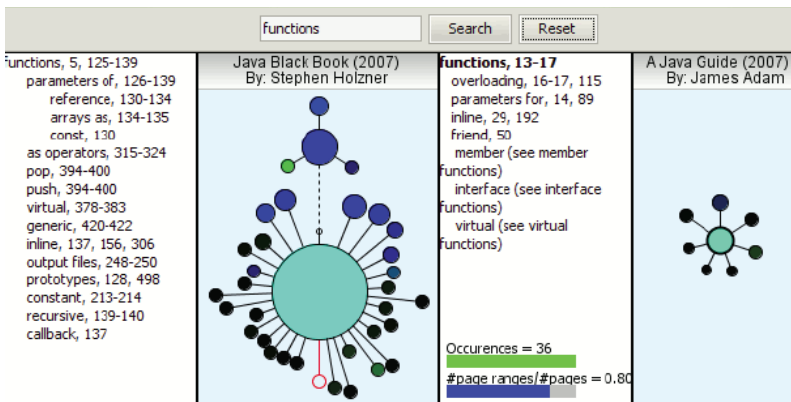 functions Search Reset
functions, 5, 125-139
parameters of, 126-139
reference, 130-134
arrays as, 134-135
const, 130
as operators, 315-324
pop, 394-400
push, 394-400
virtual, 378-383
generic, 420-422
inline, 137, 156, 306
output files, 248-250
prototypes, 128, 498
constant, 213-214
recursive, 139-140
callback, 137
Java Black Book (2007)
By: Stephen Holzner
functions, 13-17
overloading, 16-17, 115
parameters for, 14, 89
inline, 29, 192
friend, 50
member (see member
functions)
interface (see interface
functions)
virtual (see virtual
functions)
Occurences = 36
#page ranges/#pages = 0.80
A Java Guide (2007)
By: James Adam